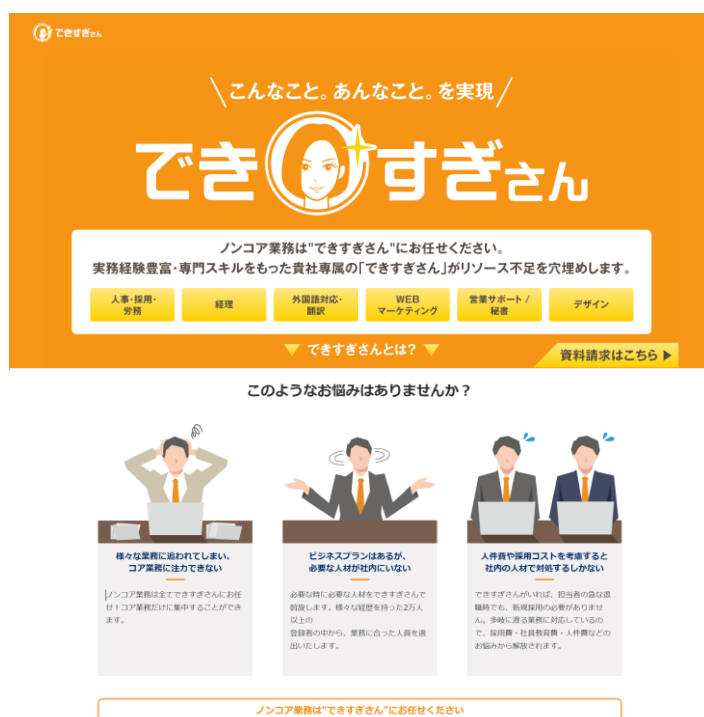 できすぎさん
こんなこと。あんなこと。を実現
できすぎさん
ノンコア業務は"できすぎさん"にお任せください。
実務経験豊富・専門スキルをもった貴社専属の「できすぎさん」がリソース不足を穴埋めします。
人事・採用・
労務
経理
外国語対応・
翻訳
WEB
マーケティング
営業サポート /
秘書
デザイン
できすぎさんとは?
資料請求はこちら
このようなお悩みはありませんか?
様々な業務に追われてしまい、
コア業務に注力できない
ノンコア業務は全てできすぎさんにお任
せ!コア業務だけに集中することができ
ます。
ビジネスプランはあるが、
必要な人材が社内にいない
必要な時に必要な人材をできすぎさんで
斡旋します。様々な経歴を持った2万人
以上の
登録者の中から、業務に合った人員を選
出いたします。
人件費や採用コストを考慮すると
社内の人材で対処するしかない
できすぎさんがいれば、担当者の急な退
職時でも、新規採用の必要がありませ
ん。多岐に渡る業務に対応しているの
で、採用費・社員教育費・人件費などの
お悩みから解放されます。
ノンコア業務は"できすぎさん"にお任せください